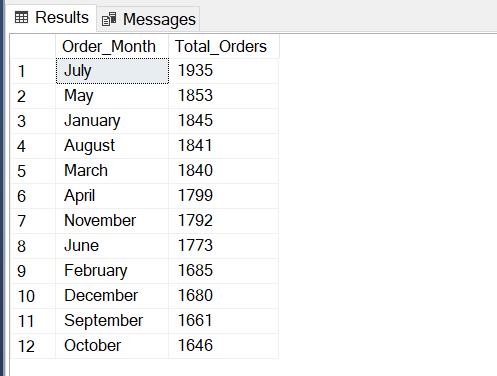 Results Messages
Order_Month Total_Orders
1 July 1935
2 May 1853
3 January 1845
4 August 1841
5 March 1840
6 April 1799
7 November 1792
8 June 1773
9 February 1685
10 December 1680
11 September 1661
12 October 1646